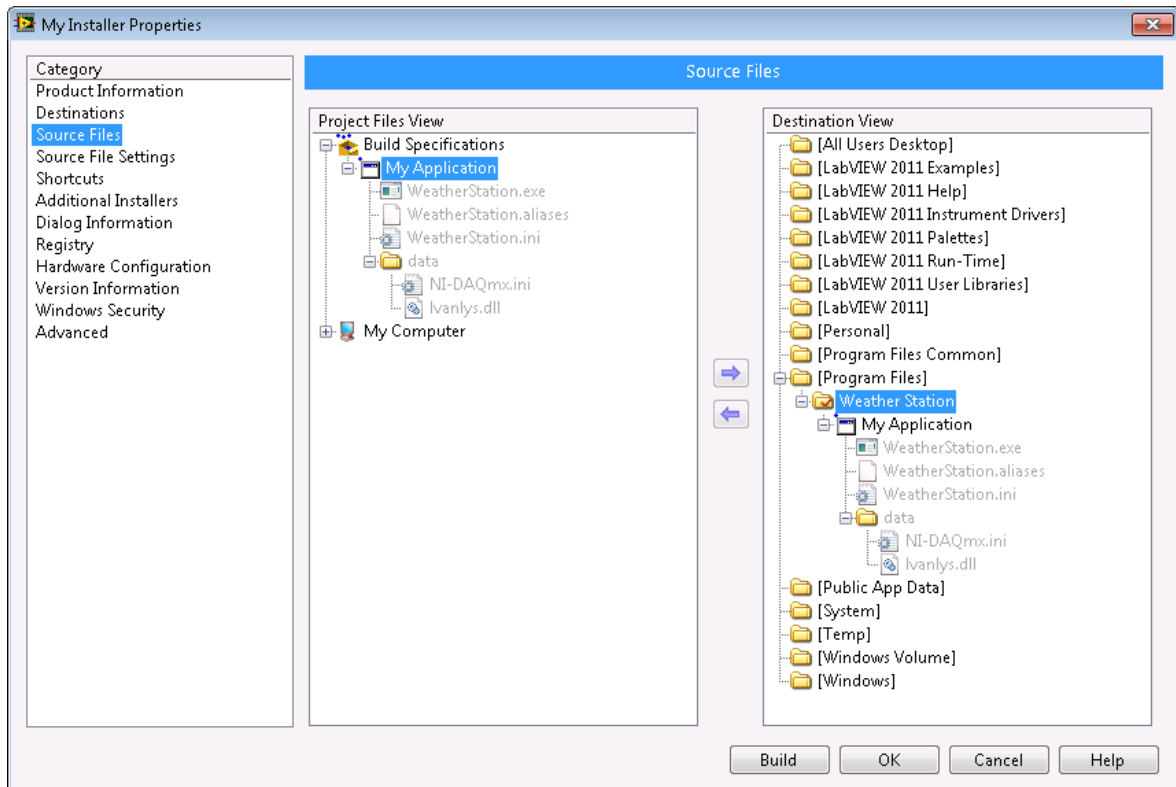 My Installer Properties
Category
Product Information
Destinations
Source Files
Source File Settings
Shortcuts
Additional Installers
Dialog Information
Registry
Hardware Configuration
Version Information
Windows Security
Advanced
Source Files
Project Files View
Build Specifications
My Application
WeatherStation.exe
WeatherStation.aliases
WeatherStation.ini
data
NI-DAQmx.ini
lvanlys.dll
My Computer
Destination View
[All Users Desktop]
[LabVIEW 2011 Examples]
[LabVIEW 2011 Help]
[LabVIEW 2011 Instrument Drivers]
[LabVIEW 2011 Palettes]
[LabVIEW 2011 Run-Time]
[LabVIEW 2011 User Libraries]
[LabVIEW 2011]
[Personal]
[Program Files Common]
[Program Files]
Weather Station
My Application
WeatherStation.exe
WeatherStation.aliases
WeatherStation.ini
data
NI-DAQmx.ini
lvanlys.dll
[Public App Data]
[System]
[Temp]
[Windows Volume]
[Windows]
Build
OK
Cancel
Help